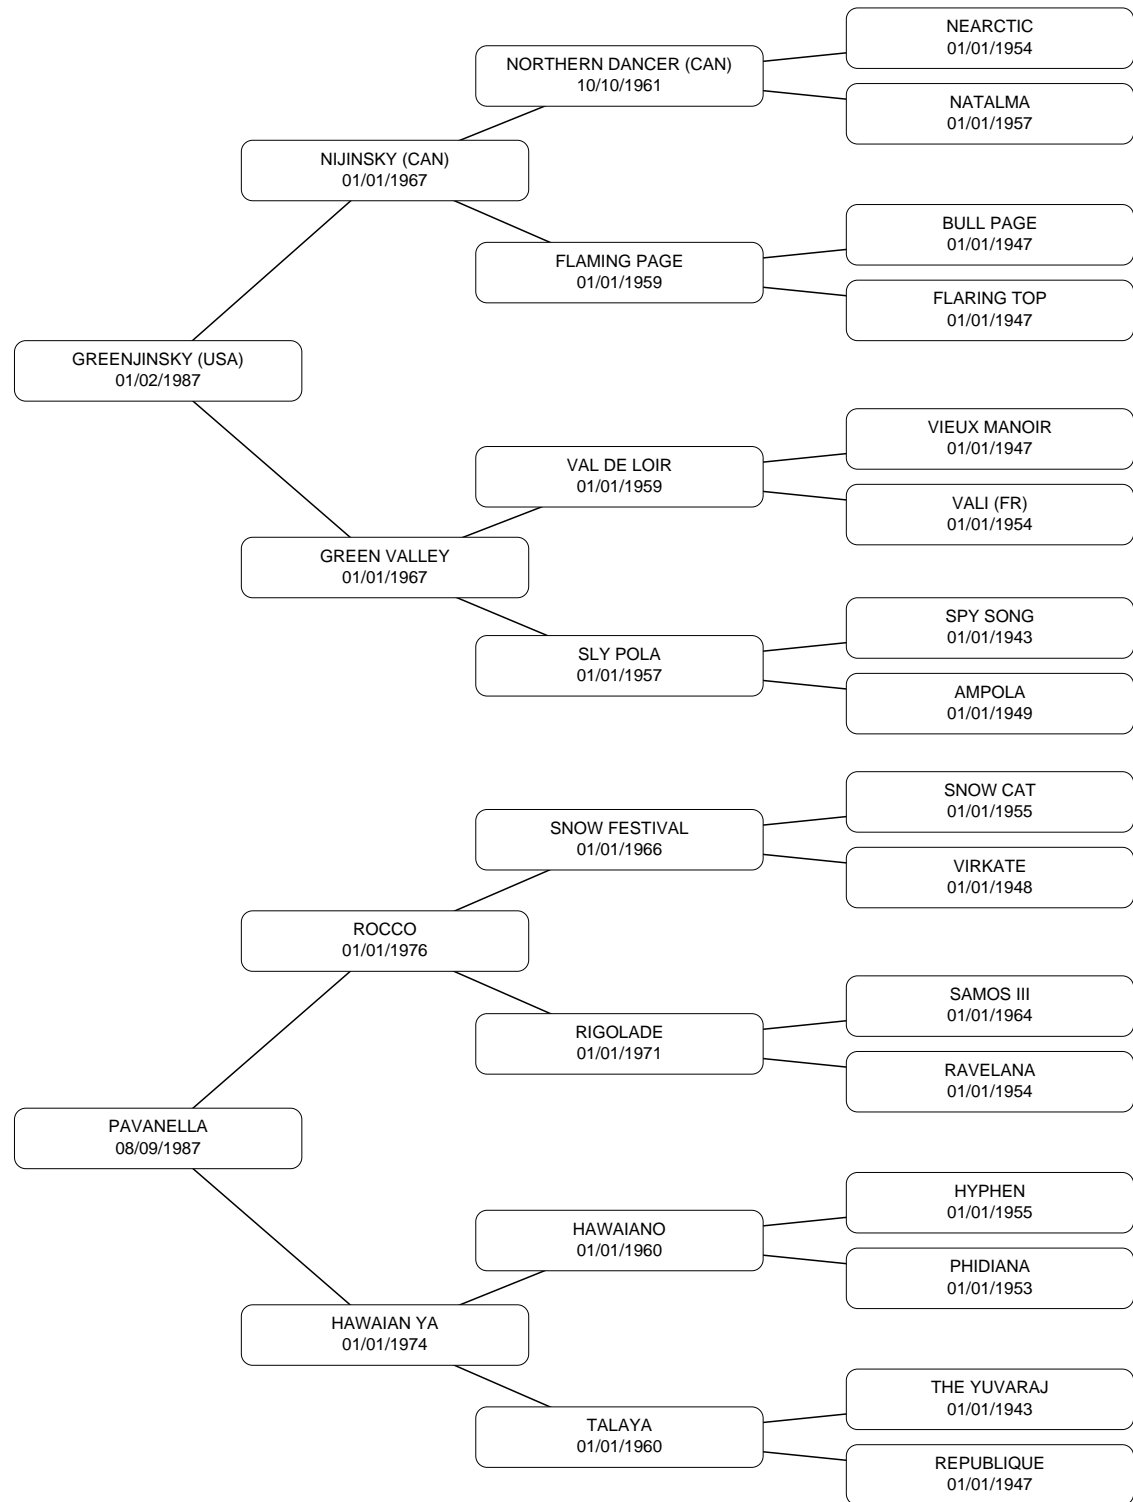 NEARCTIC
01/01/1954
NORTHERN DANCER (CAN)
10/10/1961
NATALMA
01/01/1957
NIJINSKY (CAN)
01/01/1967
BULL PAGE
01/01/1947
FLAMING PAGE
01/01/1959
FLARING TOP
01/01/1947
GREENJINSKY (USA)
01/02/1987
VIEUX MANOIR
01/01/1947
VAL DE LOIR
01/01/1959
VALI (FR)
01/01/1954
GREEN VALLEY
01/01/1967
SPY SONG
01/01/1943
SLY POLA
01/01/1957
AMPOLA
01/01/1949
SNOW CAT
01/01/1955
SNOW FESTIVAL
01/01/1966
VIRKATE
01/01/1948
ROCCO
01/01/1976
SAMOS III
01/01/1964
RIGOLADE
01/01/1971
RAVELANA
01/01/1954
PAVANELLA
08/09/1987
HYPHEN
01/01/1955
HAWAIANO
01/01/1960
PHIDIANA
01/01/1953
HAWAIAN YA
01/01/1974
THE YUVARAJ
01/01/1943
TALAYA
01/01/1960
REPUBLIQUE
01/01/1947